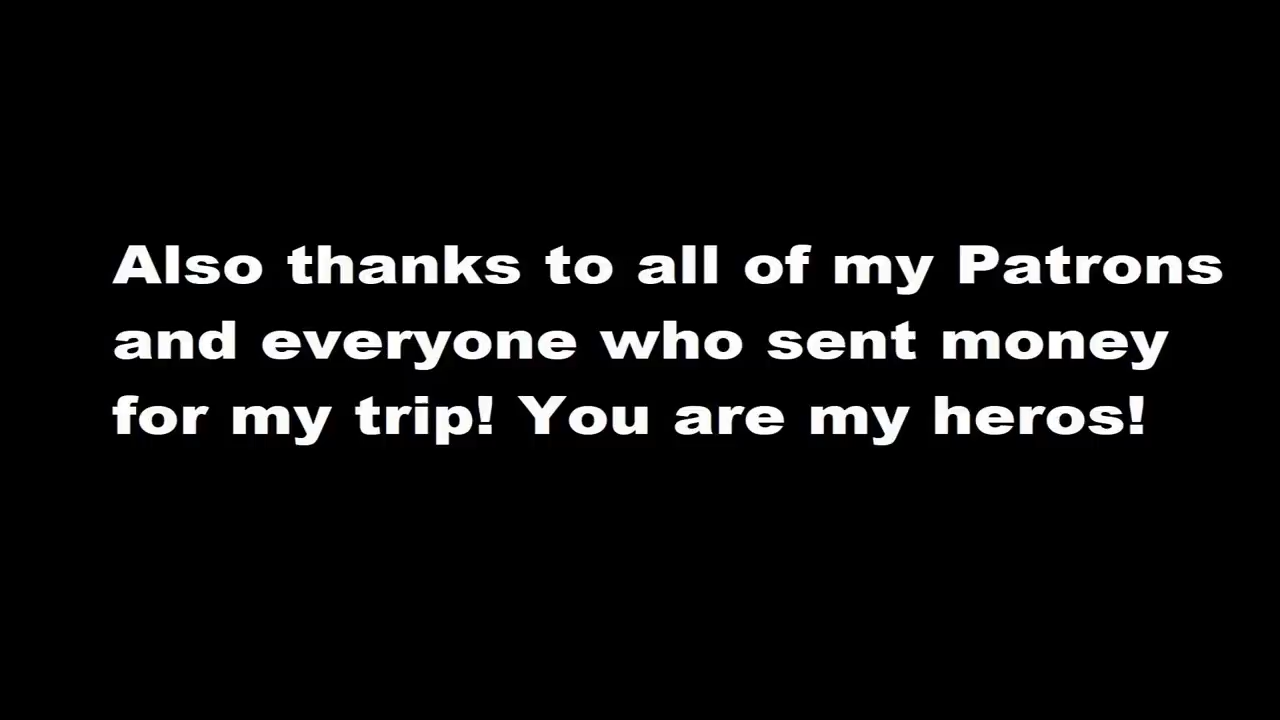 Also thanks to all of my Patrons
and everyone who sent money
for my trip! You are my heros!